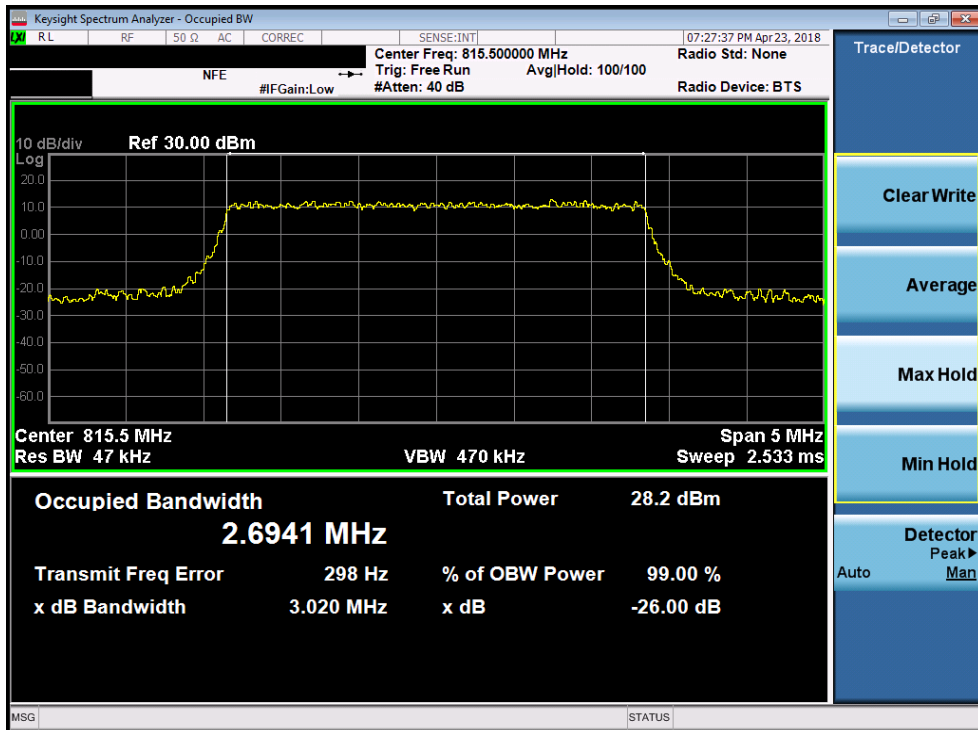 Keysight Spectrum Analyzer - Occupied BW
LXI RL RF 50 Ω AC CORREC SENSE:INT 07:27:37 PM Apr 23, 2018
Center Freq: 815.500000 MHz Radio Std: None
NFE Trig: Free Run Avg|Hold: 100/100
#IFGain:Low #Atten: 40 dB Radio Device: BTS
Trace/Detector
10 dB/div Ref 30.00 dBm
Log
20.0
10.0
0.00
-10.0
-20.0
-30.0
-40.0
-50.0
-60.0
Center 815.5 MHz Span 5 MHz
Res BW 47 kHz VBW 470 kHz Sweep 2.533 ms
Occupied Bandwidth Total Power 28.2 dBm
2.6941 MHz
Transmit Freq Error 298 Hz % of OBW Power 99.00 %
x dB Bandwidth 3.020 MHz x dB -26.00 dB
Clear Write
Average
Max Hold
Min Hold
Detector
Peak▶
Auto Man
MSG STATUS